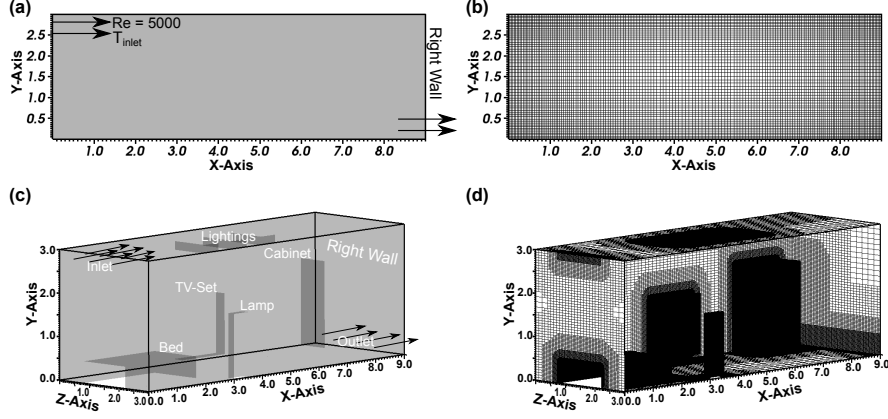 (a)
Re = 5000
T inlet
Right Wall
Y-Axis
2.5
2.0
1.5
1.0
0.5
1.0 2.0 3.0 4.0 5.0 6.0 7.0 8.0
X-Axis
(b)
Y-Axis
2.5
2.0
1.5
1.0
0.5
1.0 2.0 3.0 4.0 5.0 6.0 7.0 8.0
X-Axis
(c)
Lightings
Inlet
Cabinet
Right Wall
TV-Set
Lamp
Bed
Outlet
Y-Axis
3.0
2.0
1.0
0.0
1.0 2.0 3.0
Z-Axis
0.0 1.0 2.0 3.0 4.0 5.0 6.0 7.0 8.0 9.0
X-Axis
(d)
Y-Axis
3.0
2.0
1.0
0.0
1.0 2.0 3.0
Z-Axis
0.0 1.0 2.0 3.0 4.0 5.0 6.0 7.0 8.0 9.0
X-Axis